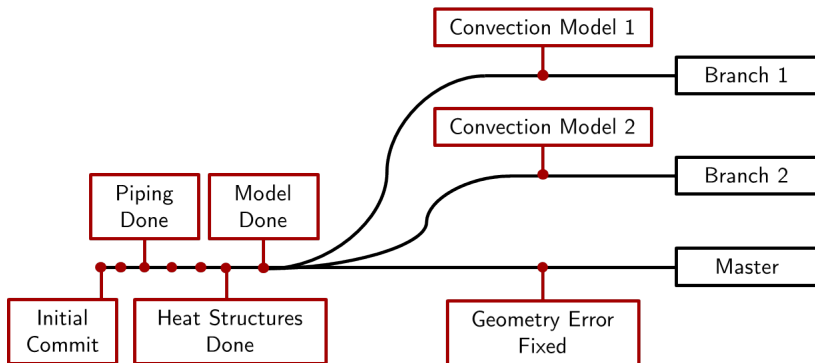 Convection Model 1
Branch 1
Convection Model 2
Branch 2
Piping
Done
Model
Done
Master
Initial
Commit
Heat Structures
Done
Geometry Error
Fixed